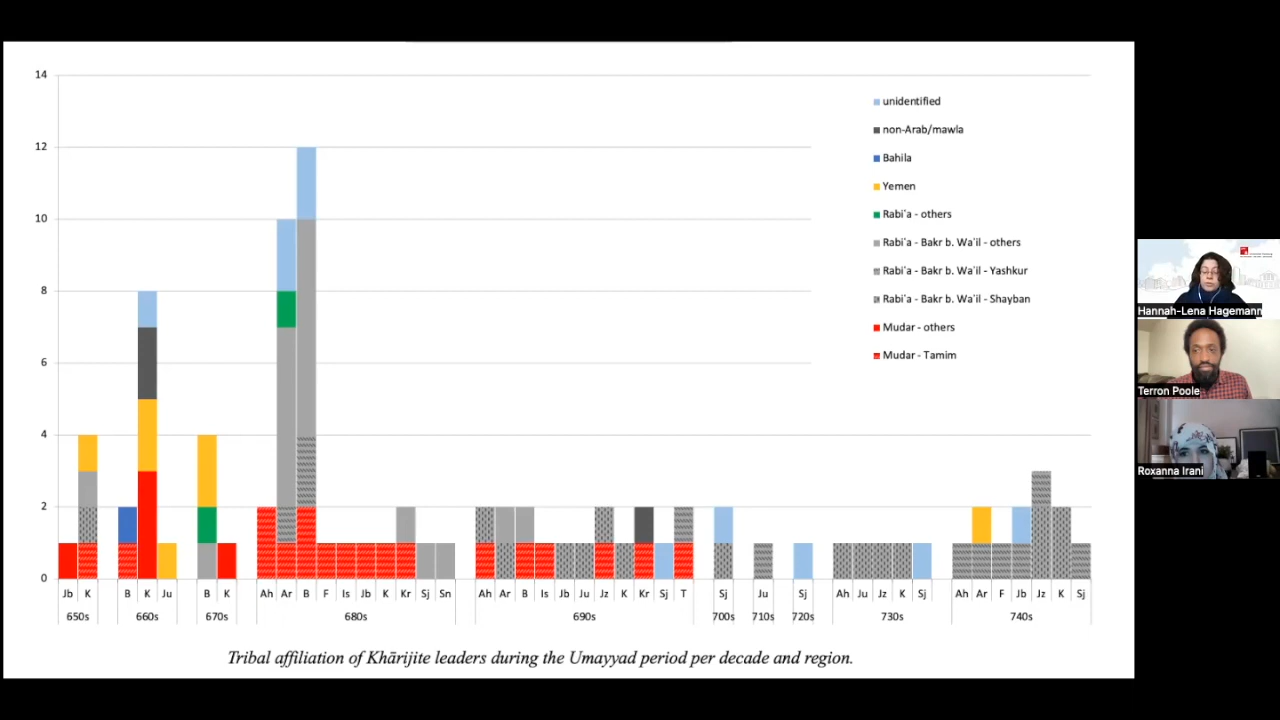 14
12
10
8
6
4
2
0
unidentified
non-Arab/mawla
Bahila
Yemen
Rabi'a - others
Rabi'a - Bakr b. Wa'il - others
Rabi'a - Bakr b. Wa'il - Yashkur
Rabi'a - Bakr b. Wa'il - Shayban
Mudar - others
Mudar - Tamim
Jb K B K Ju B K Ah Ar B F Is Jb K Kr Sj Sn Ah Ar B Is Jb Ju Jz K Kr Sj T Sj Ju Sj Ah Ju Jz K Sj Ah Ar F Jb Jz K Sj
650s 660s 670s 680s 690s 700s 710s 720s 730s 740s
Tribal affiliation of Khārijite leaders during the Umayyad period per decade and region.
Hannah-Lena Hagemann
Terron Poole
Roxanna Irani